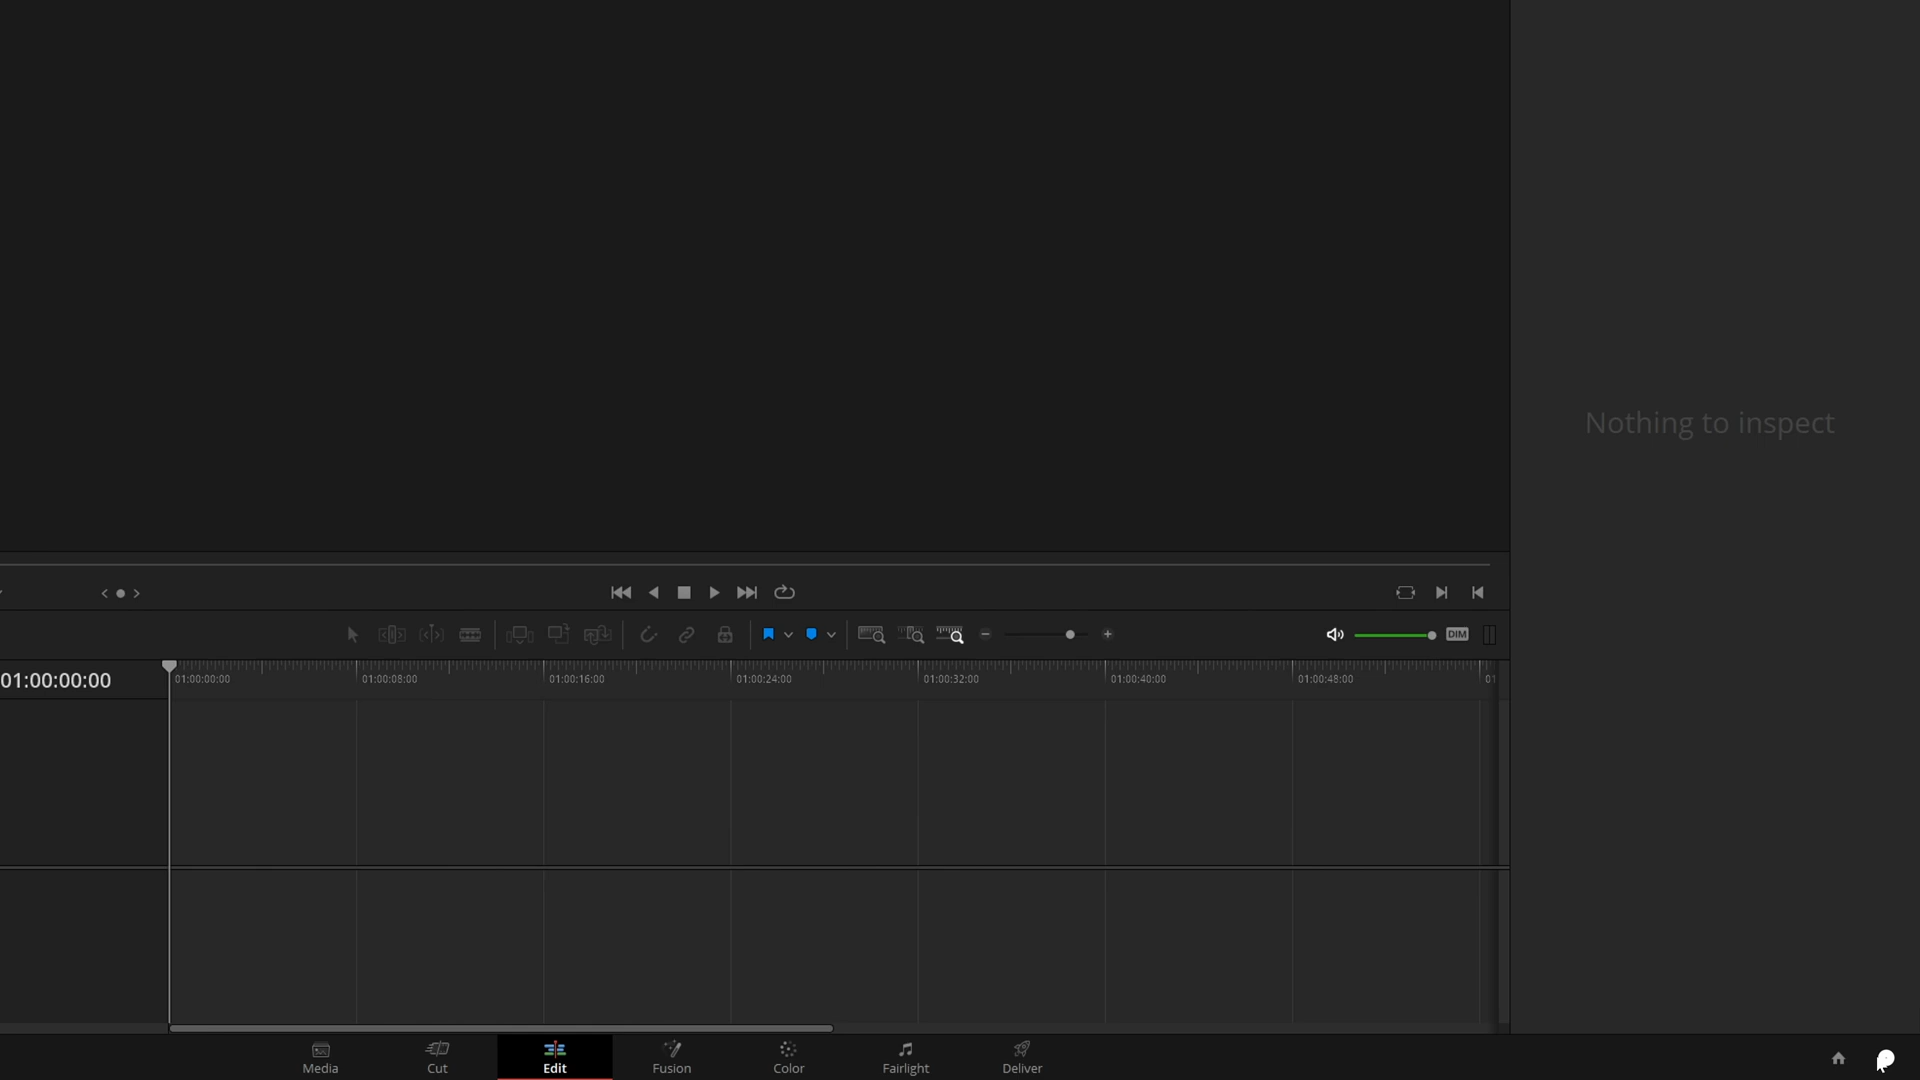 Nothing to inspect
DIM
01:00:00:00
01:00:00:00 01:00:08:00 01:00:16:00 01:00:24:00 01:00:32:00 01:00:40:00 01:00:48:00 01
Media Cut Edit Fusion Color Fairlight Deliver